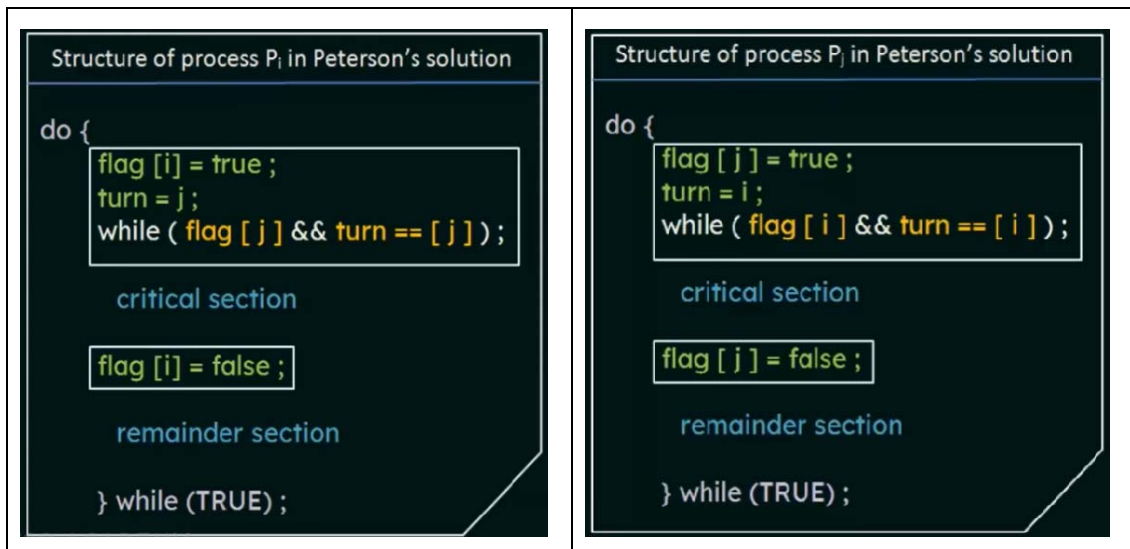 Structure of process Pi in Peterson's solution
do {
flag [i] = true ;
turn = j ;
while ( flag [ j ] && turn == [ j ] ) ;
critical section
flag [i] = false ;
remainder section
} while (TRUE) ;
Structure of process Pj in Peterson's solution
do {
flag [ j ] = true ;
turn = i ;
while ( flag [ i ] && turn == [ i ] ) ;
critical section
flag [ j ] = false ;
remainder section
} while (TRUE) ;